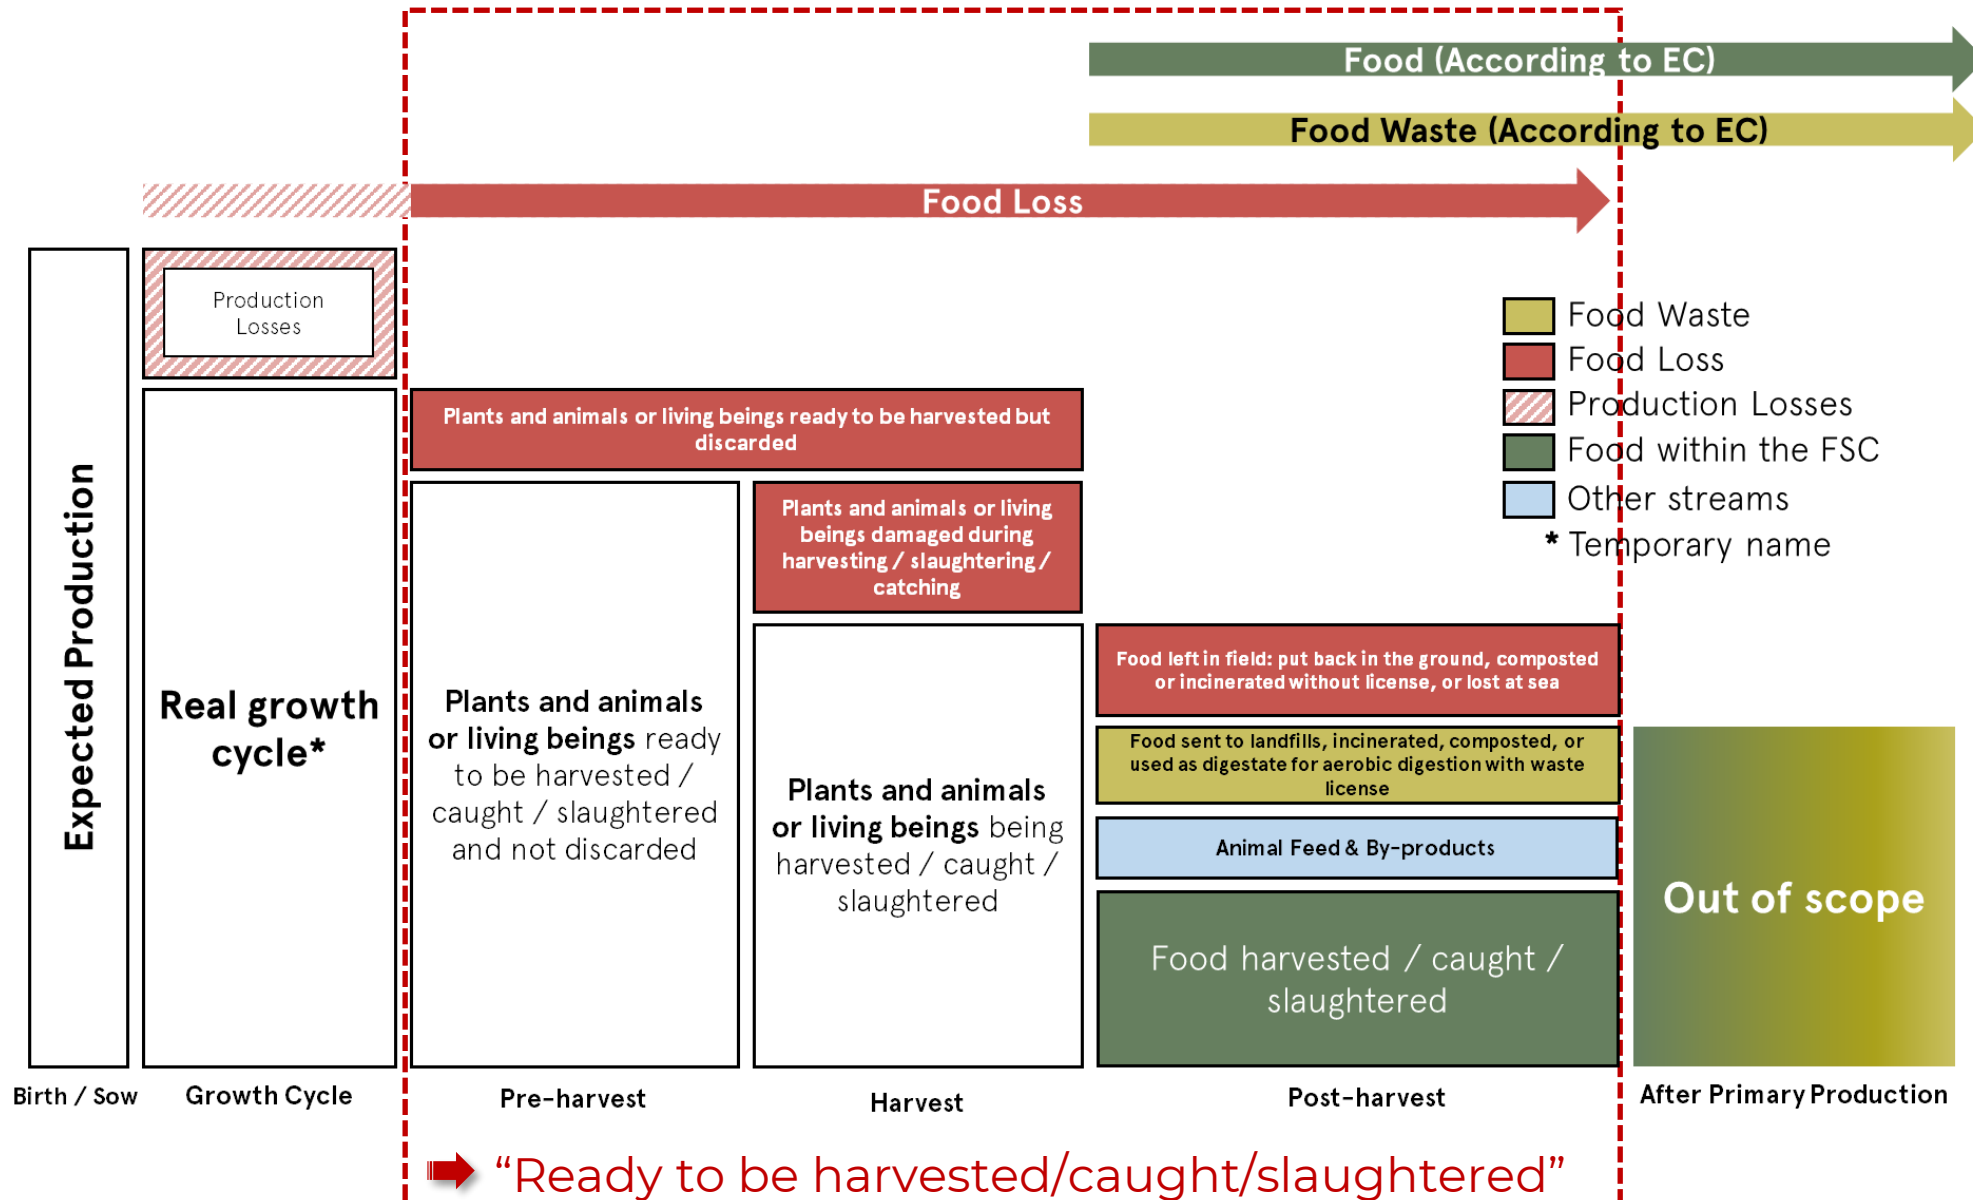 Food (According to EC)
Food Waste (According to EC)
Food Loss
Production
Losses
Food Waste
Food Loss
Production Losses
Food within the FSC
Other streams
* Temporary name
Expected Production
Real growth
cycle*
Plants and animals or living beings ready to be harvested but
discarded
Plants and animals
or living beings ready
to be harvested /
caught / slaughtered
and not discarded
Plants and animals or living
beings damaged during
harvesting / slaughtering /
catching
Plants and animals
or living beings being
harvested / caught /
slaughtered
Food left in field: put back in the ground, composted
or incinerated without license, or lost at sea
Food sent to landfills, incinerated, composted, or
used as digestate for aerobic digestion with waste
license
Animal Feed & By-products
Food harvested / caught /
slaughtered
Out of scope
Birth / Sow
Growth Cycle
Pre-harvest
Harvest
Post-harvest
After Primary Production
“Ready to be harvested/caught/slaughtered”